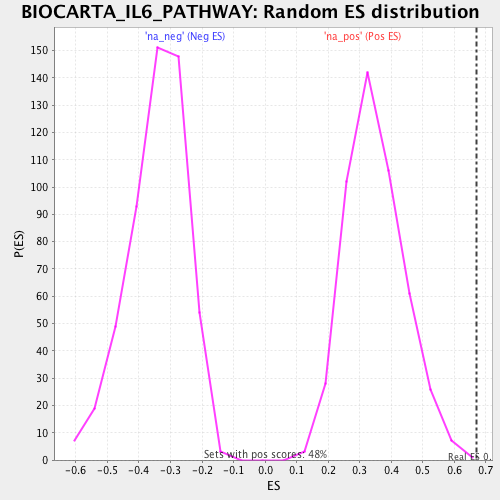 BIOCARTA_IL6_PATHWAY: Random ES distribution
'na_neg' (Neg ES)
'na_pos' (Pos ES)
150
140
130
120
110
100
90
80
70
60
50
40
30
20
10
0
P(ES)
Sets with pos scores: 48%
Real ES 0.
-0.6 -0.5 -0.4 -0.3 -0.2 -0.1 0.0 0.1 0.2 0.3 0.4 0.5 0.6 0.7
ES